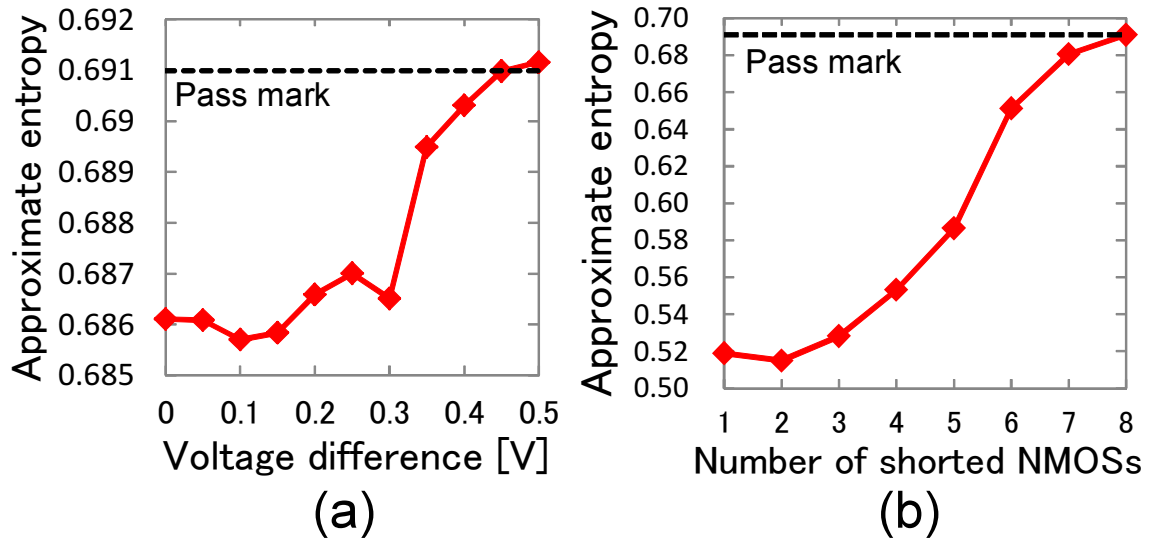 Approximate entropy
0.692
0.691
0.69
0.689
0.688
0.687
0.686
0.685
Pass mark
0 0.1 0.2 0.3 0.4 0.5
Voltage difference [V]
(a)
Approximate entropy
0.70
0.68
0.66
0.64
0.62
0.60
0.58
0.56
0.54
0.52
0.50
Pass mark
1 2 3 4 5 6 7 8
Number of shorted NMOSs
(b)